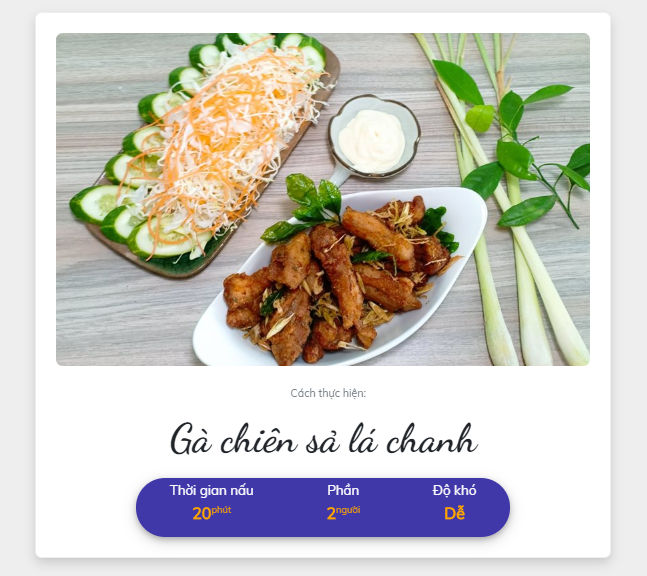 Cách thực hiện:
Gà chiên sả lá chanh
Thời gian nấu Phần Độ khó
20phút 2người Dễ